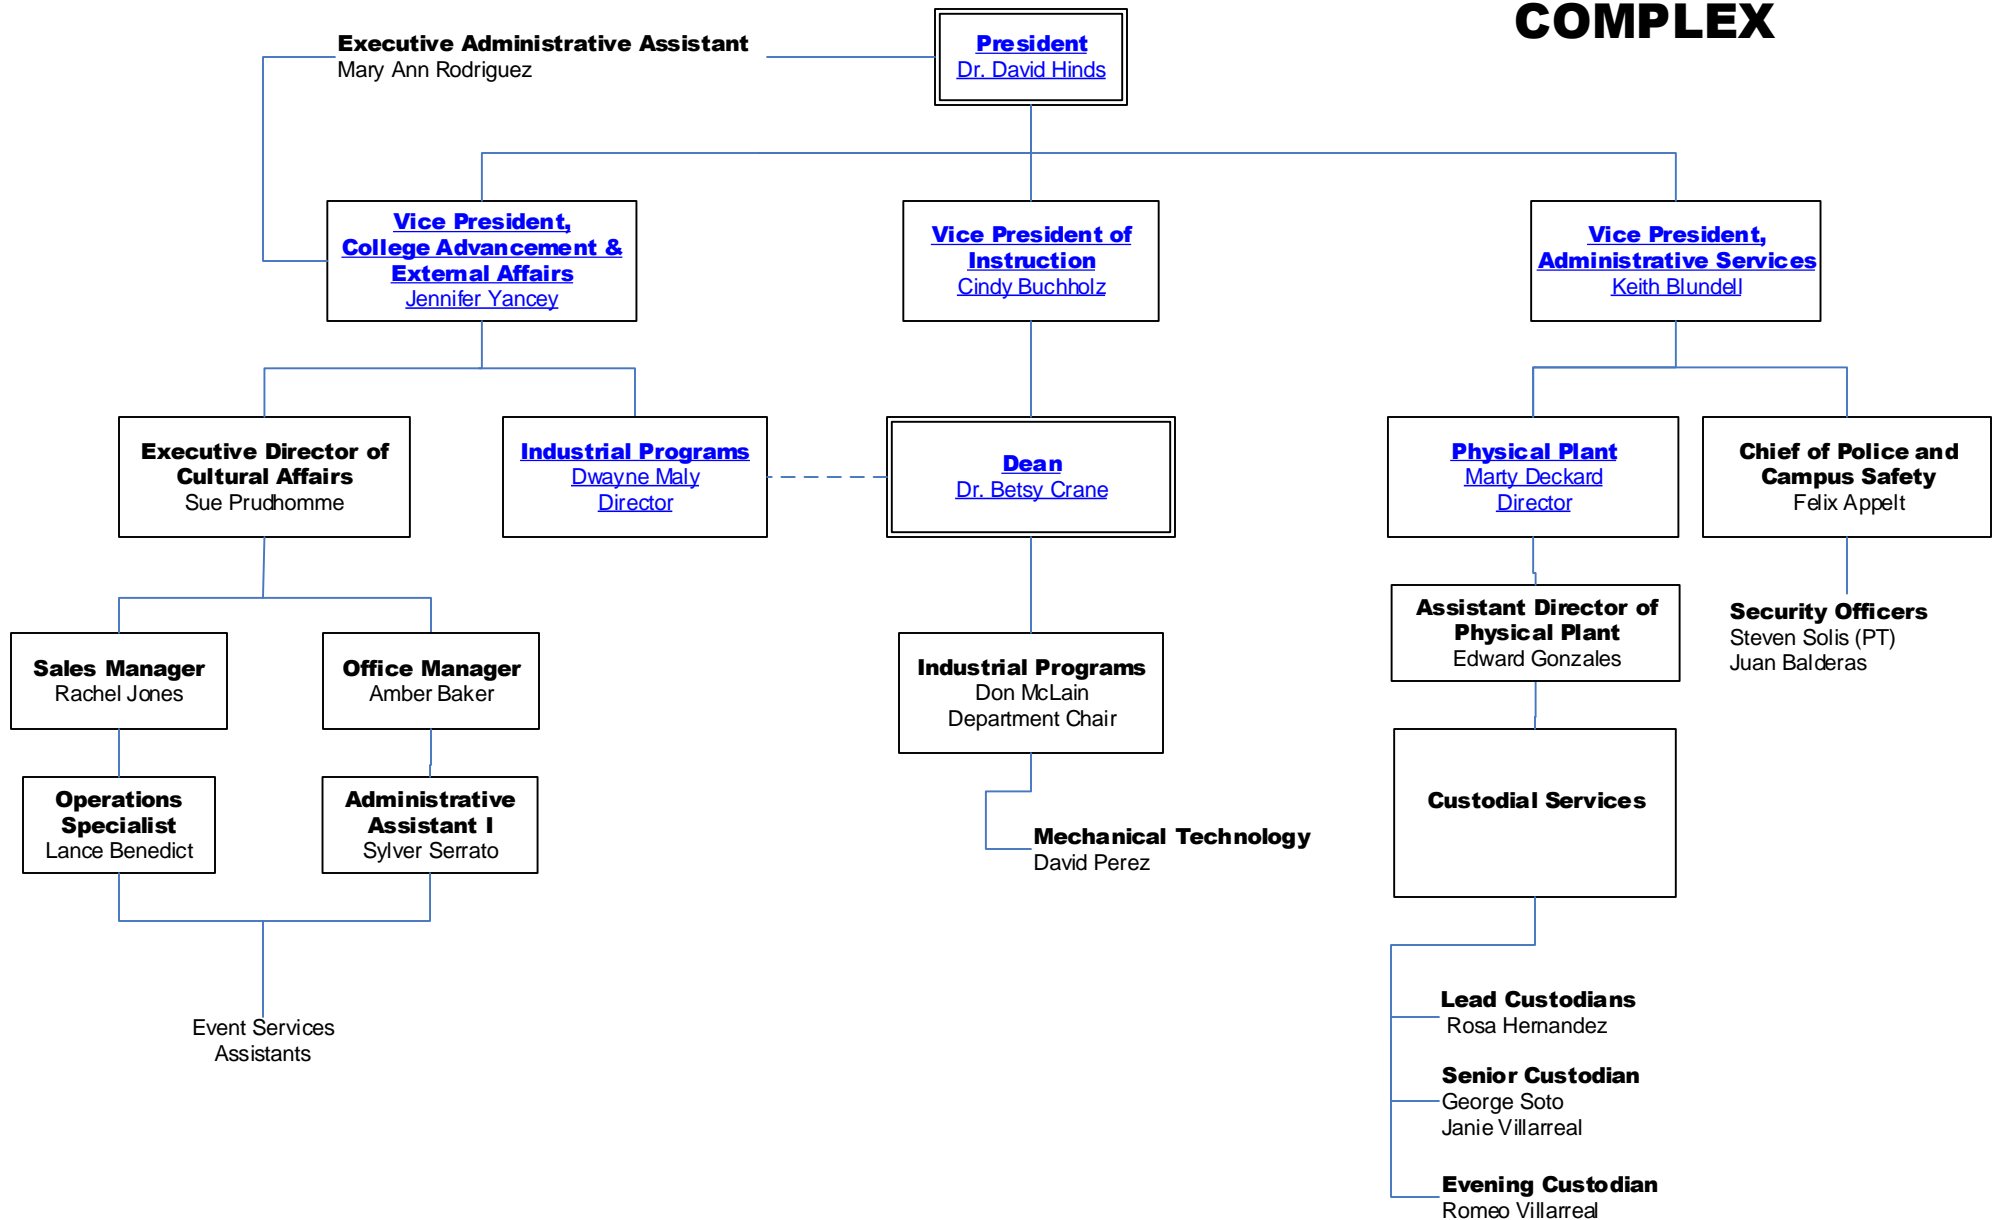 COMPLEX
Executive Administrative Assistant
Mary Ann Rodriguez
President
Dr. David Hinds
Vice President,
College Advancement &
External Affairs
Jennifer Yancey
Vice President of
Instruction
Cindy Buchholz
Vice President,
Administrative Services
Keith Blundell
Executive Director of
Cultural Affairs
Sue Prudhomme
Industrial Programs
Dwayne Maly
Director
Dean
Dr. Betsy Crane
Physical Plant
Marty Deckard
Director
Chief of Police and
Campus Safety
Felix Appelt
Assistant Director of
Physical Plant
Edward Gonzales
Security Officers
Steven Solis (PT)
Juan Balderas
Sales Manager
Rachel Jones
Office Manager
Amber Baker
Industrial Programs
Don McLain
Department Chair
Operations
Specialist
Lance Benedict
Administrative
Assistant I
Sylver Serrato
Mechanical Technology
David Perez
Custodial Services
Event Services
Assistants
Lead Custodians
Rosa Hernandez
Senior Custodian
George Soto
Janie Villarreal
Evening Custodian
Romeo Villarreal